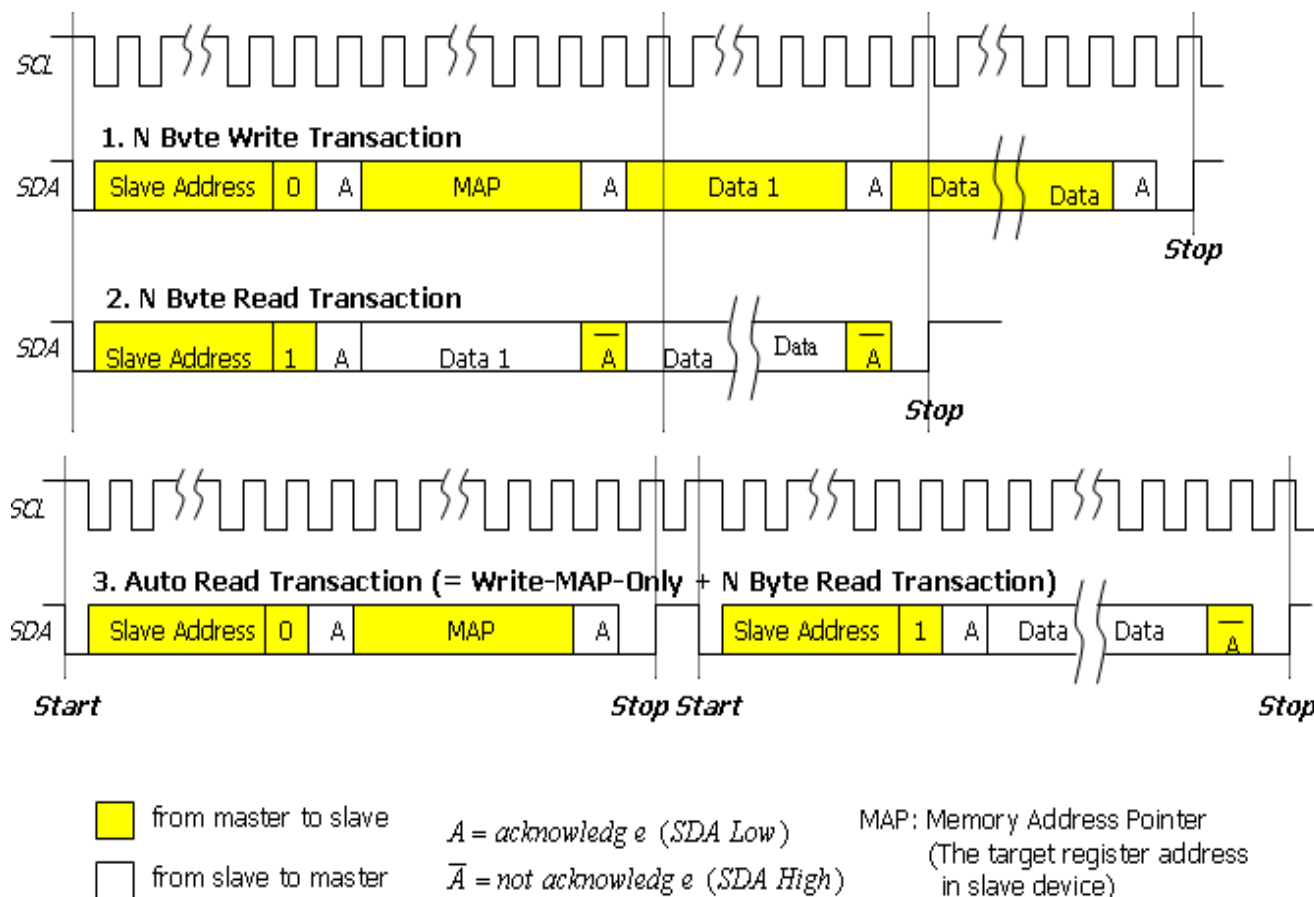 SCL
1. N Byte Write Transaction
SDA Slave Address 0 A MAP A Data 1 A Data Data A
Stop
2. N Byte Read Transaction
SDA Slave Address 1 A Data 1 A̅ Data Data A̅
Stop
SCL
3. Auto Read Transaction (= Write-MAP-Only + N Byte Read Transaction)
SDA Slave Address 0 A MAP A Slave Address 1 A Data Data A̅
Start Stop Start Stop
from master to slave A = acknowledg e (SDA Low) MAP: Memory Address Pointer
(The target register address
from slave to master A̅ = not acknowledg e (SDA High) in slave device)